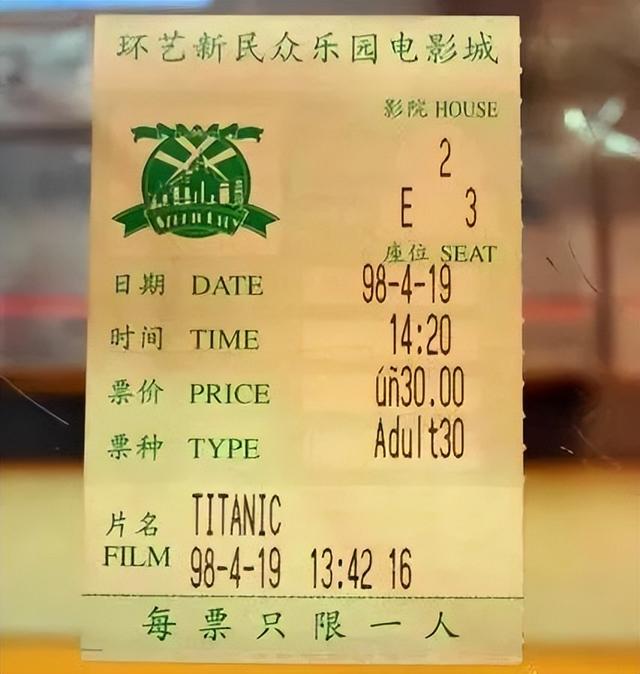 环艺新民众乐园电影城
影院 HOUSE
2
E 3
座位 SEAT
日期 DATE 98-4-19
时间 TIME 14:20
票价 PRICE úñ30.00
票种 TYPE Adult30
片名 FILM TITANIC
98-4-19 13:42 16
每票只限一人